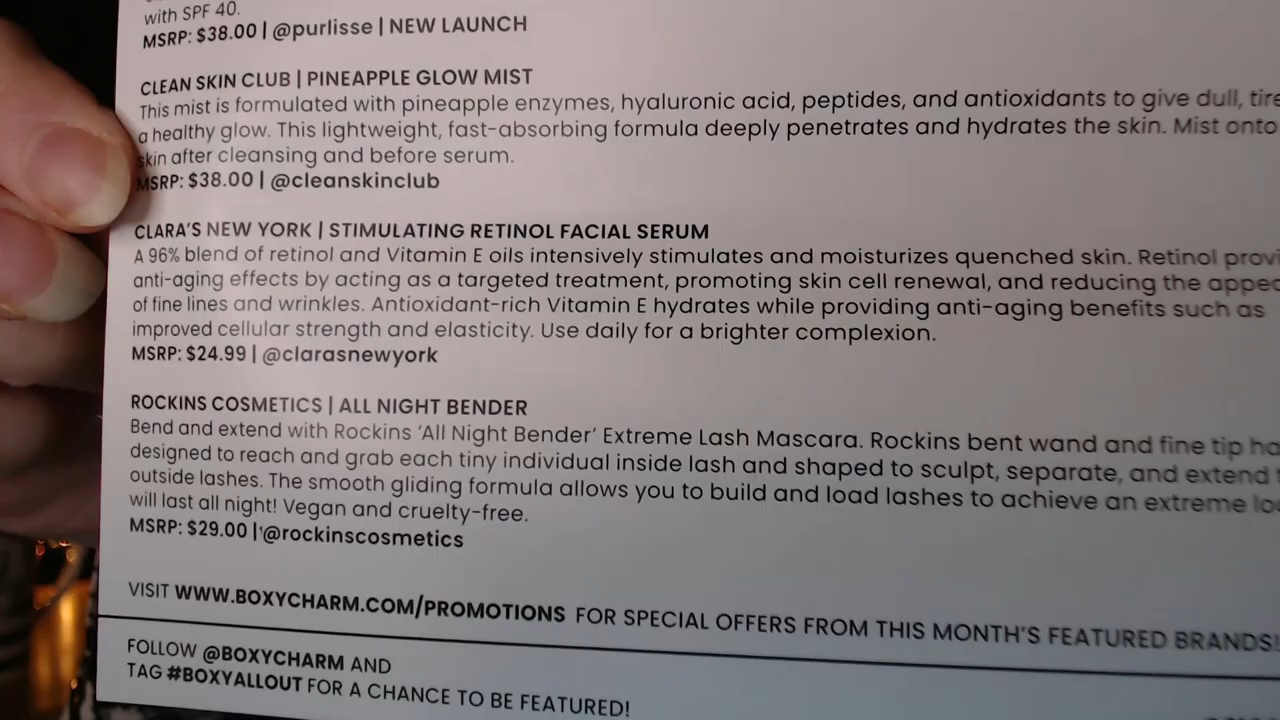 with SPF 40.
MSRP: $38.00 | @purlisse | NEW LAUNCH
CLEAN SKIN CLUB | PINEAPPLE GLOW MIST
This mist is formulated with pineapple enzymes, hyaluronic acid, peptides, and antioxidants to give dull,
a healthy glow. This lightweight, fast-absorbing formula deeply penetrates and hydrates the skin. Mist onto
skin after cleansing and before serum.
MSRP: $38.00 | @cleanskinclub
CLARA'S NEW YORK | STIMULATING RETINOL FACIAL SERUM
A 96% blend of retinol and Vitamin E oils intensively stimulates and moisturizes quenched skin. Retinol
anti-aging effects by acting as a targeted treatment, promoting skin cell renewal, and reducing the
of fine lines and wrinkles. Antioxidant-rich Vitamin E hydrates while providing anti-aging benefits such as
improved cellular strength and elasticity. Use daily for a brighter complexion.
MSRP: $24.99 | @clarasnewyork
ROCKINS COSMETICS | ALL NIGHT BENDER
Bend and extend with Rockins 'All Night Bender' Extreme Lash Mascara. Rockins bent wand and fine tip
designed to reach and grab each tiny individual inside lash and shaped to sculpt, separate, and extend
outside lashes. The smooth gliding formula allows you to build and load lashes to achieve an extreme
will last all night! Vegan and cruelty-free.
MSRP: $29.00 | @rockinscosmetics
VISIT WWW.BOXYCHARM.COM/PROMOTIONS FOR SPECIAL OFFERS FROM THIS MONTH'S FEATURED BRANDS!
FOLLOW @BOXYCHARM AND
TAG #BOXYALLOUT FOR A CHANCE TO BE FEATURED!